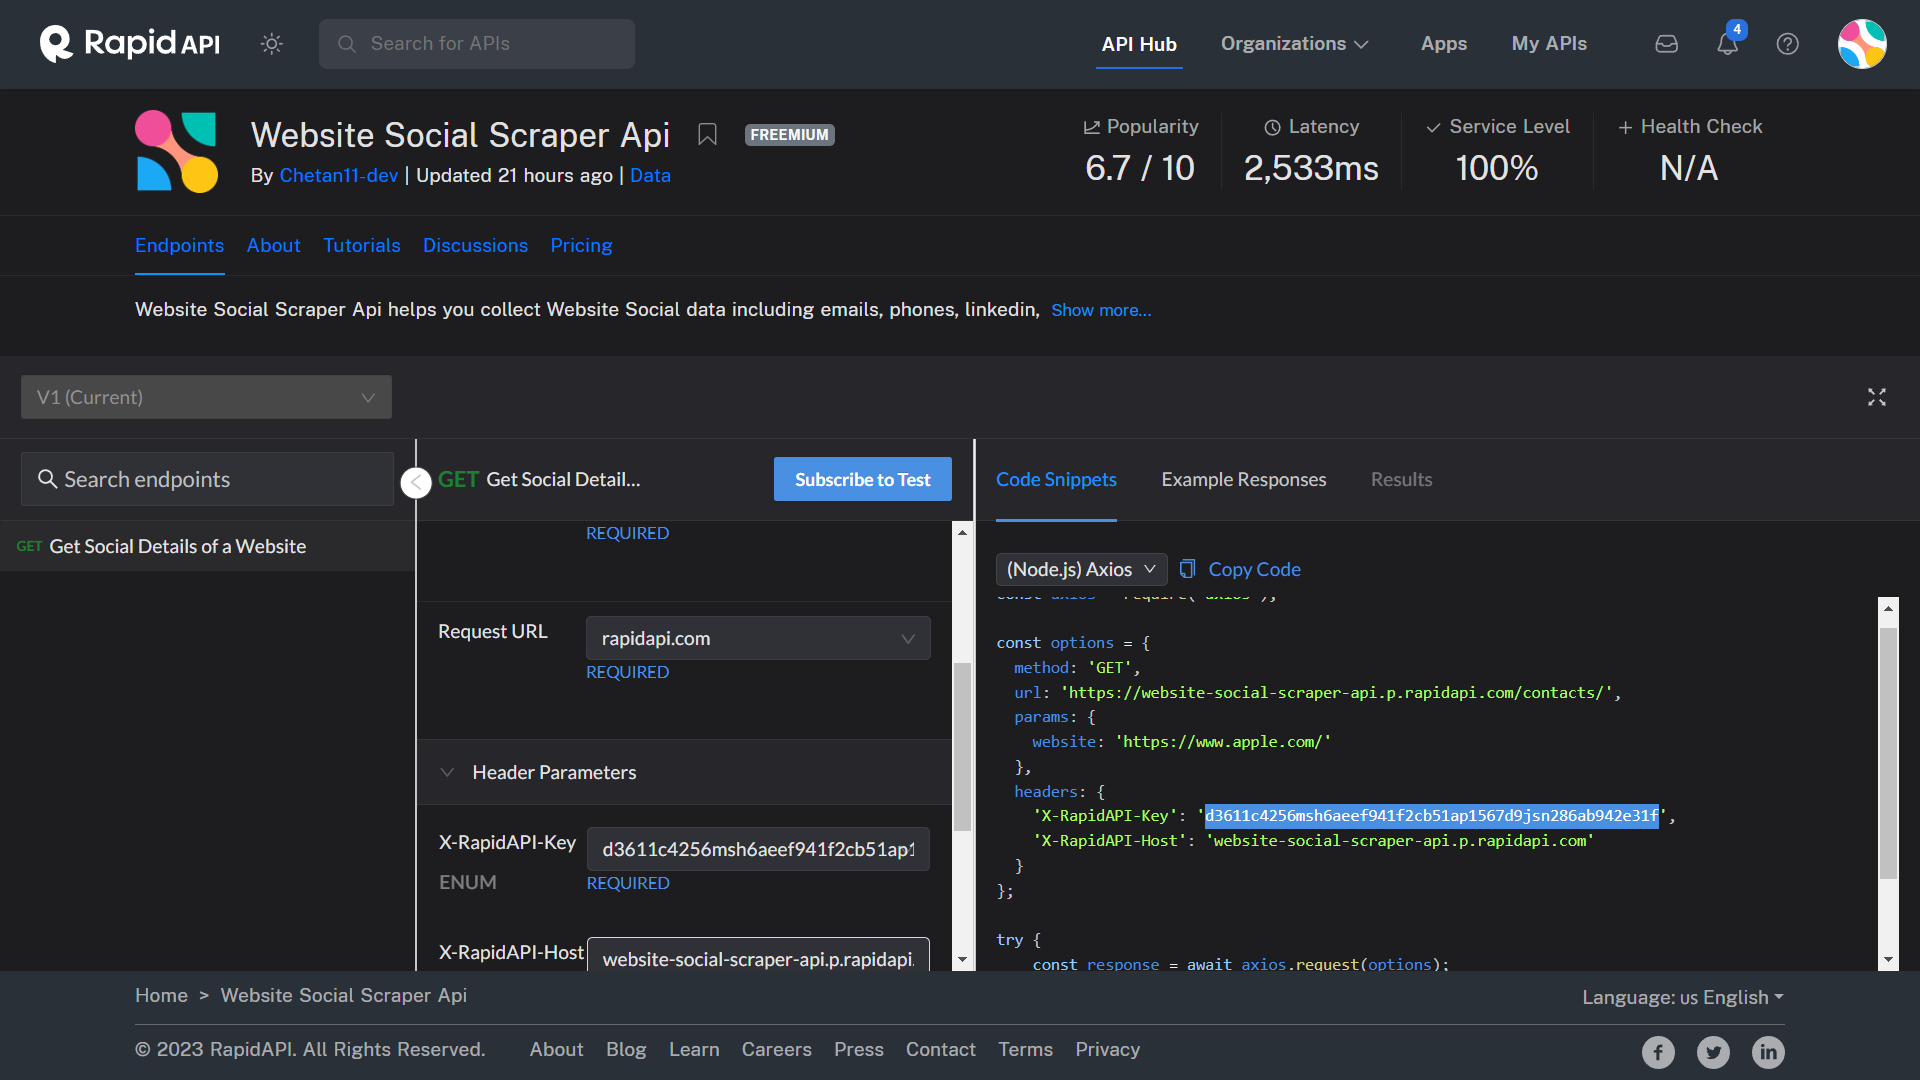 Rapid API
Search for APIs
API Hub
Organizations
Apps
My APIs
4
Website Social Scraper Api
FREEMIUM
By Chetan11-dev | Updated 21 hours ago | Data
Popularity
6.7 / 10
Latency
2,533ms
Service Level
100%
Health Check
N/A
Endpoints
About
Tutorials
Discussions
Pricing
Website Social Scraper Api helps you collect Website Social data including emails, phones, linkedin, Show more...
V1 (Current)
Search endpoints
GET Get Social Details of a Website
GET Get Social Detail...
Subscribe to Test
REQUIRED
Request URL
rapidapi.com
REQUIRED
Header Parameters
X-RapidAPI-Key
d3611c4256msh6aeef941f2cb51ap1
ENUM
REQUIRED
X-RapidAPI-Host
website-social-scraper-api.p.rapidapi.
Code Snippets
Example Responses
Results
(Node.js) Axios
Copy Code
const axios = require('axios');
const options = {
method: 'GET',
url: 'https://website-social-scraper-api.p.rapidapi.com/contacts/',
params: {
website: 'https://www.apple.com/'
},
headers: {
'X-RapidAPI-Key': 'd3611c4256msh6aeef941f2cb51ap1567d9jsn286ab942e31f',
'X-RapidAPI-Host': 'website-social-scraper-api.p.rapidapi.com'
}
};
try {
const response = await axios.request(options);
Home > Website Social Scraper Api
Language: us English
© 2023 RapidAPI. All Rights Reserved.
About
Blog
Learn
Careers
Press
Contact
Terms
Privacy